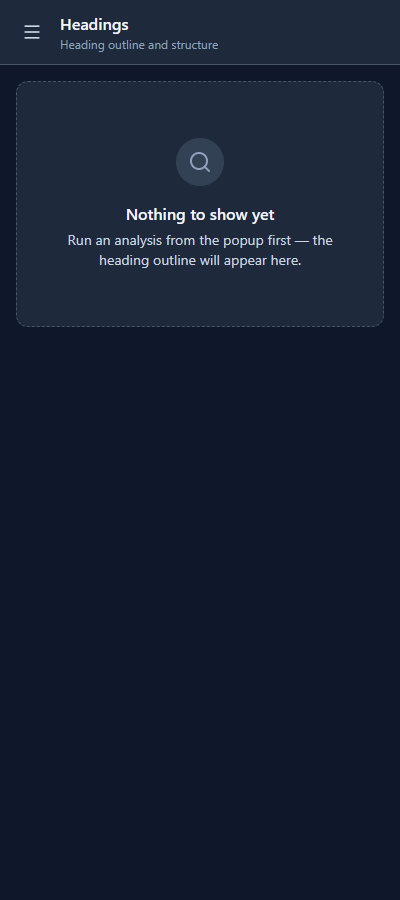 Headings
Heading outline and structure
Nothing to show yet
Run an analysis from the popup first — the
heading outline will appear here.